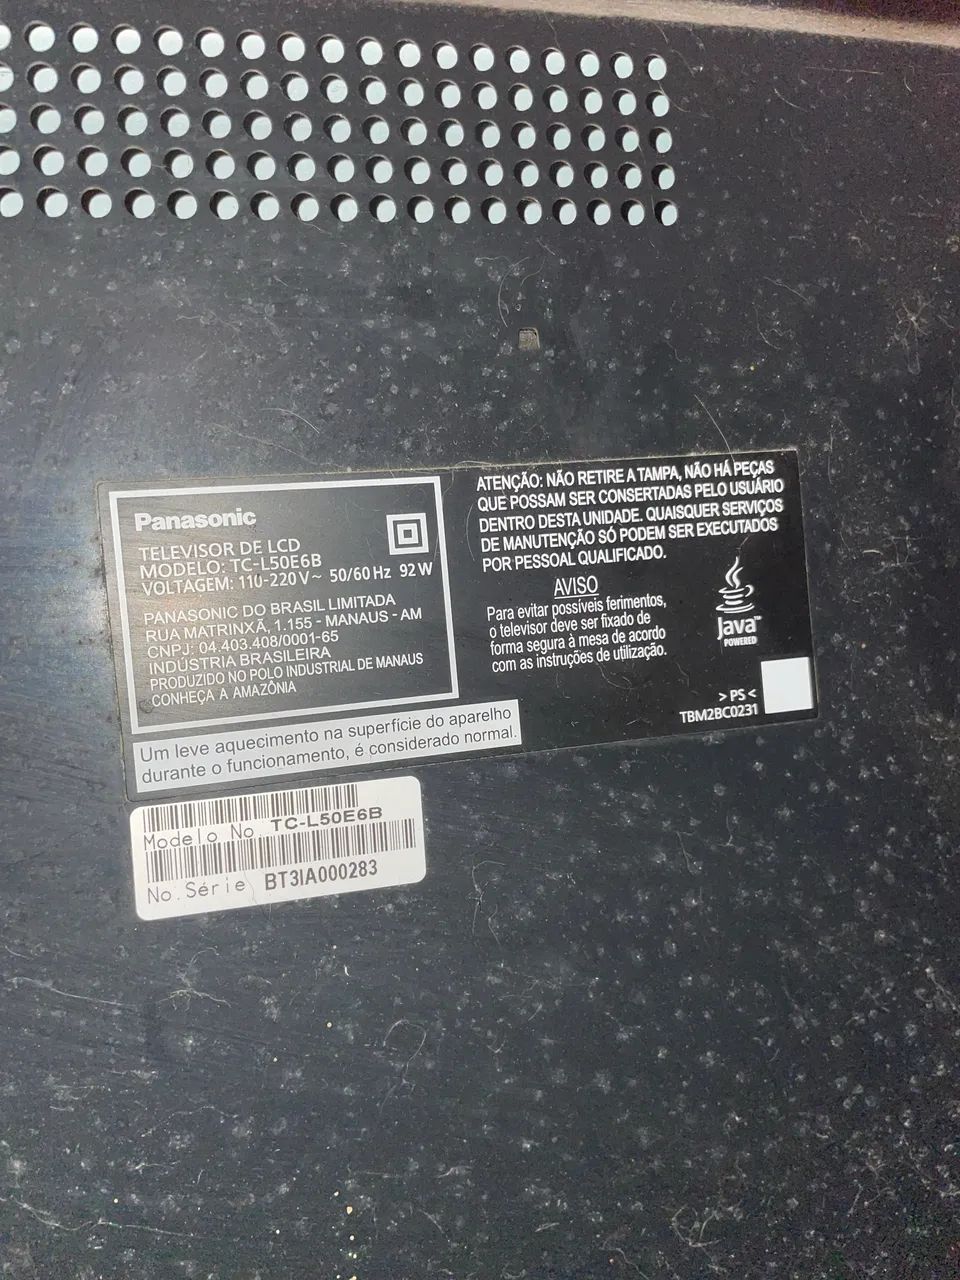 Panasonic
TELEVISOR DE LCD
MODELO: TC-L50E6B
VOLTAGEM: 110-220 V~ 50/60 Hz 92 W
PANASONIC DO BRASIL LIMITADA
RUA MATRINXÃ, 1.155 - MANAUS - AM
CNPJ: 04.403.408/0001-65
INDÚSTRIA BRASILEIRA
PRODUZIDO NO POLO INDUSTRIAL DE MANAUS
CONHEÇA A AMAZÔNIA
Um leve aquecimento na superfície do aparelho
durante o funcionamento, é considerado normal.
ATENÇÃO: NÃO RETIRE A TAMPA, NÃO HÁ PEÇAS
QUE POSSAM SER CONSERTADAS PELO USUÁRIO
DENTRO DESTA UNIDADE. QUAISQUER SERVIÇOS
DE MANUTENÇÃO SÓ PODEM SER EXECUTADOS
POR PESSOAL QUALIFICADO.
AVISO
Para evitar possíveis ferimentos,
o televisor deve ser fixado de
forma segura à mesa de acordo
com as instruções de utilização.
Java™
POWERED
> PS <
TBM2BC0231
Modelo No. TC-L50E6B
No. Série BT3IA000283